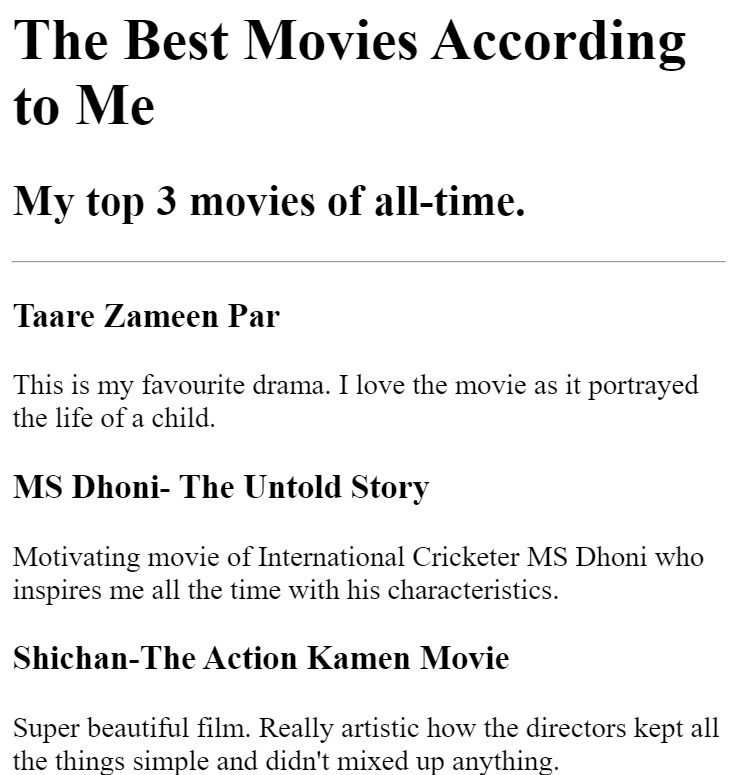 The Best Movies According
to Me
My top 3 movies of all-time.
Taare Zameen Par
This is my favourite drama. I love the movie as it portrayed
the life of a child.
MS Dhoni- The Untold Story
Motivating movie of International Cricketer MS Dhoni who
inspires me all the time with his characteristics.
Shichan-The Action Kamen Movie
Super beautiful film. Really artistic how the directors kept all
the things simple and didn't mixed up anything.